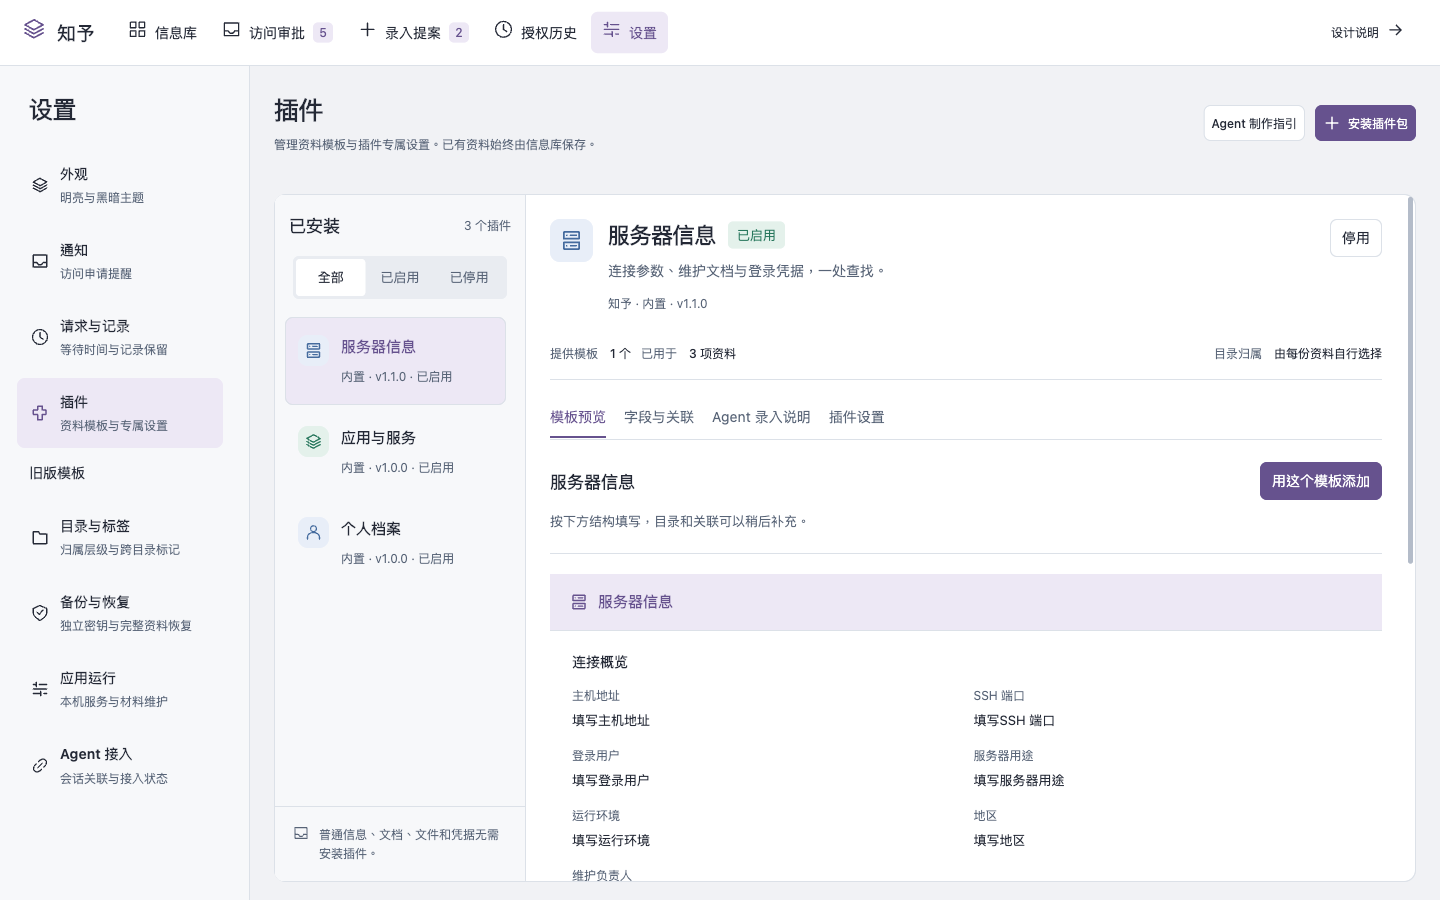 知予
信息库
访问审批 5
录入提案 2
授权历史
设置
设计说明
设置
外观
明亮与黑暗主题
通知
访问申请提醒
请求与记录
等待时间与记录保留
插件
资料模板与专属设置
旧版模板
目录与标签
归属层级与跨目录标记
备份与恢复
独立密钥与完整资料恢复
应用运行
本机服务与材料维护
Agent 接入
会话关联与接入状态
插件
管理资料模板与插件专属设置。已有资料始终由信息库保存。
Agent 制作指引
安装插件包
已安装
3 个插件
全部 已启用 已停用
服务器信息
内置 · v1.1.0 · 已启用
应用与服务
内置 · v1.0.0 · 已启用
个人档案
内置 · v1.0.0 · 已启用
普通信息、文档、文件和凭据无需
安装插件。
服务器信息 已启用
停用
连接参数、维护文档与登录凭据，一处查找。
知予 · 内置 · v1.1.0
提供模板 1 个 已用于 3 项资料
目录归属 由每份资料自行选择
模板预览 字段与关联 Agent 录入说明 插件设置
服务器信息
用这个模板添加
按下方结构填写，目录和关联可以稍后补充。
服务器信息
连接概览
主机地址
填写主机地址
SSH 端口
填写SSH 端口
登录用户
填写登录用户
服务器用途
填写服务器用途
运行环境
填写运行环境
地区
填写地区
维护负责人